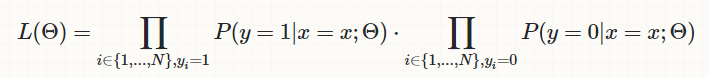 L(Θ) = ∏_{i∈{1,...,N},y_i=1} P(y = 1|x = x; Θ) · ∏_{i∈{1,...,N},y_i=0} P(y = 0|x = x; Θ)